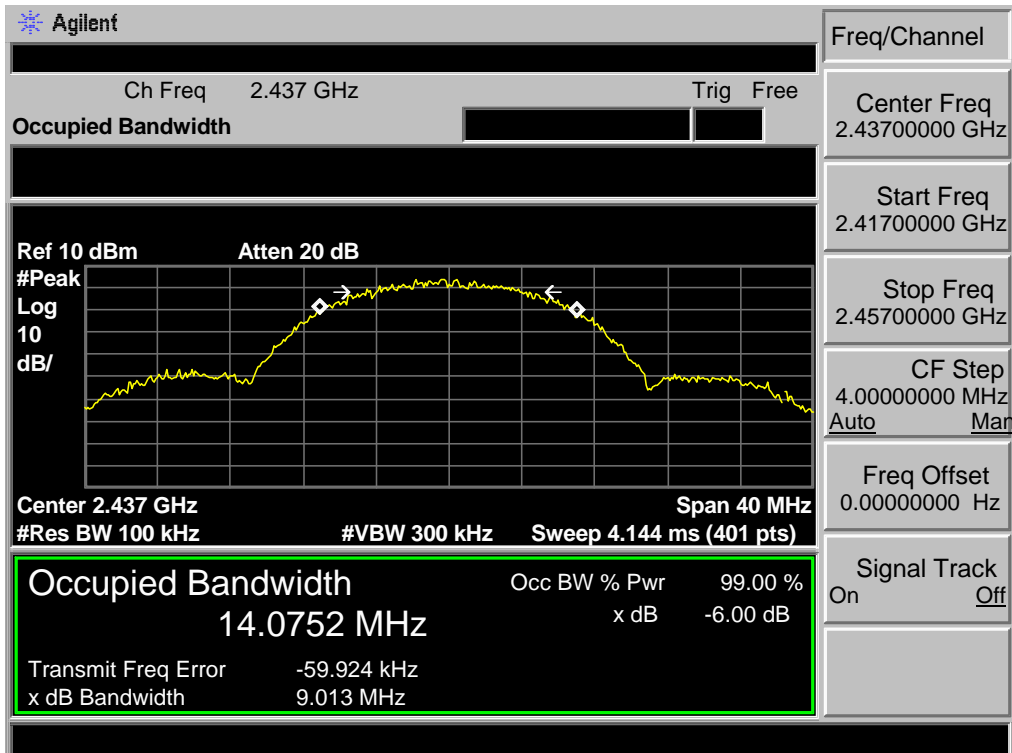 Agilent
Freq/Channel
Ch Freq 2.437 GHz Trig Free
Occupied Bandwidth
Center Freq
2.43700000 GHz
Start Freq
2.41700000 GHz
Ref 10 dBm Atten 20 dB
#Peak
Log
10
dB/
Stop Freq
2.45700000 GHz
CF Step
4.00000000 MHz
Auto Man
Freq Offset
0.00000000 Hz
Center 2.437 GHz Span 40 MHz
#Res BW 100 kHz #VBW 300 kHz Sweep 4.144 ms (401 pts)
Signal Track
On Off
Occupied Bandwidth
14.0752 MHz
Occ BW % Pwr 99.00 %
x dB -6.00 dB
Transmit Freq Error -59.924 kHz
x dB Bandwidth 9.013 MHz